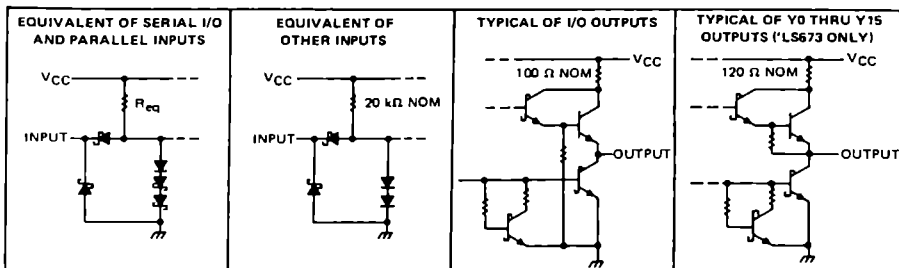 EQUIVALENT OF SERIAL I/O
AND PARALLEL INPUTS
VCC
Req
INPUT
EQUIVALENT OF
OTHER INPUTS
VCC
20 kΩ NOM
INPUT
TYPICAL OF I/O OUTPUTS
VCC
100 Ω NOM
OUTPUT
TYPICAL OF Y0 THRU Y15
OUTPUTS ('LS673 ONLY)
VCC
120 Ω NOM
OUTPUT